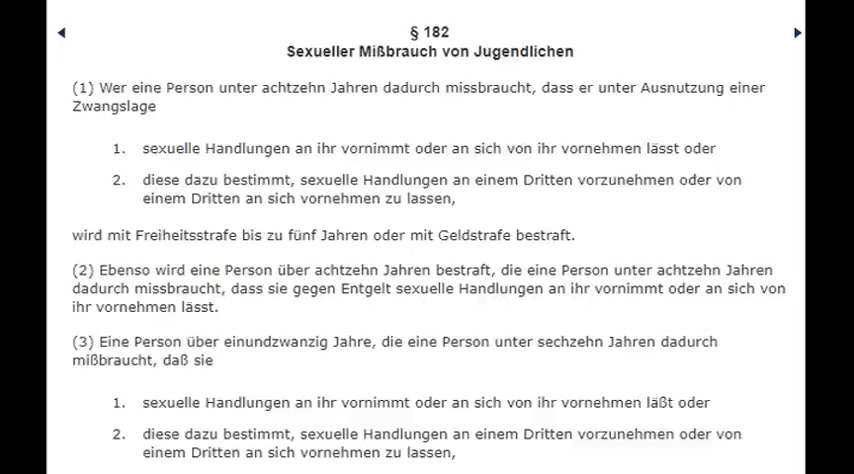 § 182
Sexueller Mißbrauch von Jugendlichen
(1) Wer eine Person unter achtzehn Jahren dadurch missbraucht, dass er unter Ausnutzung einer
Zwangslage
1. sexuelle Handlungen an ihr vornimmt oder an sich von ihr vornehmen lässt oder
2. diese dazu bestimmt, sexuelle Handlungen an einem Dritten vorzunehmen oder von
einem Dritten an sich vornehmen zu lassen,
wird mit Freiheitsstrafe bis zu fünf Jahren oder mit Geldstrafe bestraft.
(2) Ebenso wird eine Person über achtzehn Jahren bestraft, die eine Person unter achtzehn Jahren
dadurch missbraucht, dass sie gegen Entgelt sexuelle Handlungen an ihr vornimmt oder an sich von
ihr vornehmen lässt.
(3) Eine Person über einundzwanzig Jahre, die eine Person unter sechzehn Jahren dadurch
mißbraucht, daß sie
1. sexuelle Handlungen an ihr vornimmt oder an sich von ihr vornehmen läßt oder
2. diese dazu bestimmt, sexuelle Handlungen an einem Dritten vorzunehmen oder von
einem Dritten an sich vornehmen zu lassen,